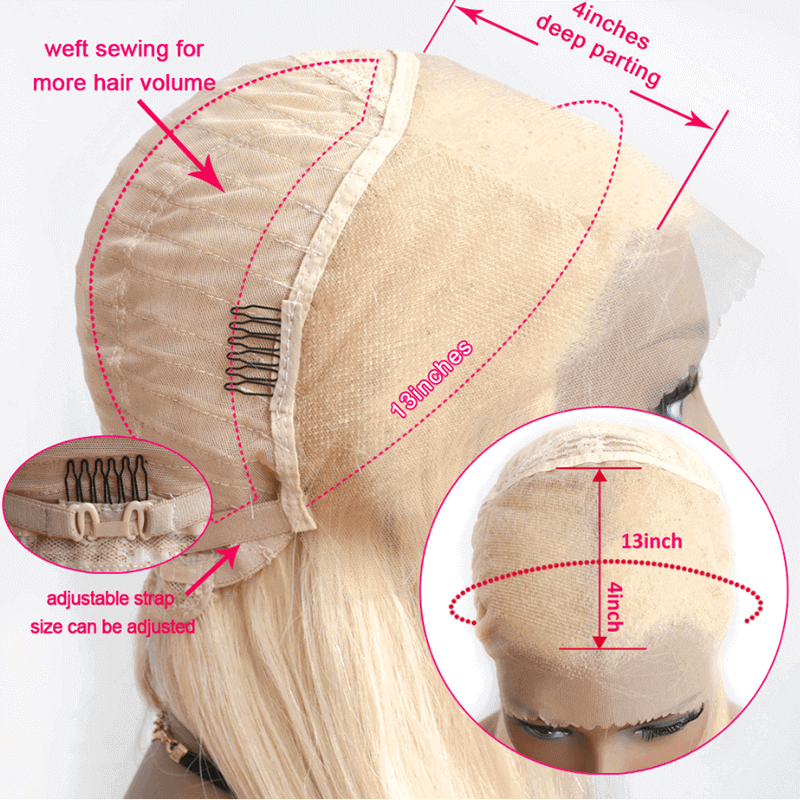 weft sewing for
more hair volume
4inches
deep parting
13inches
adjustable strap
size can be adjusted
13inch
4inch